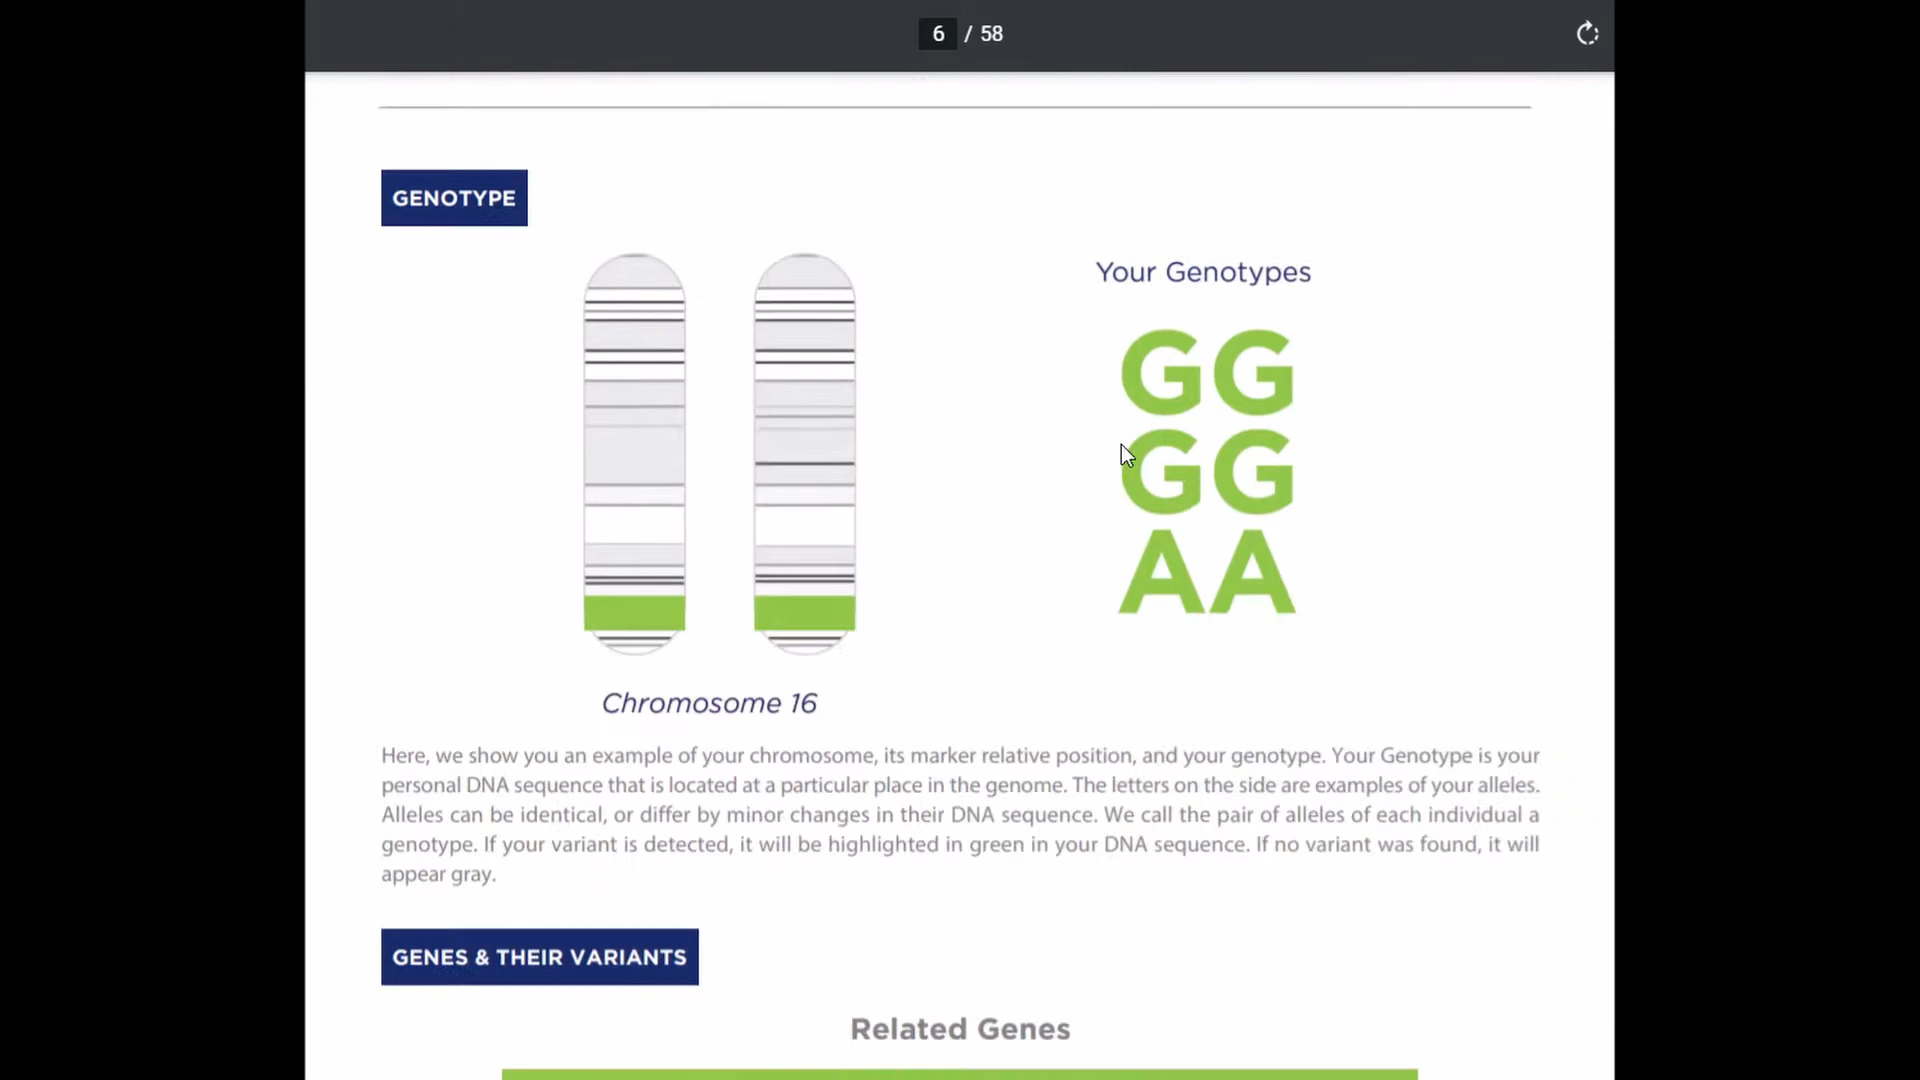 6 / 58
GENOTYPE
Your Genotypes
GG
GG
AA
Chromosome 16
Here, we show you an example of your chromosome, its marker relative position, and your genotype. Your Genotype is your
personal DNA sequence that is located at a particular place in the genome. The letters on the side are examples of your alleles.
Alleles can be identical, or differ by minor changes in their DNA sequence. We call the pair of alleles of each individual a
genotype. If your variant is detected, it will be highlighted in green in your DNA sequence. If no variant was found, it will
appear gray.
GENES & THEIR VARIANTS
Related Genes